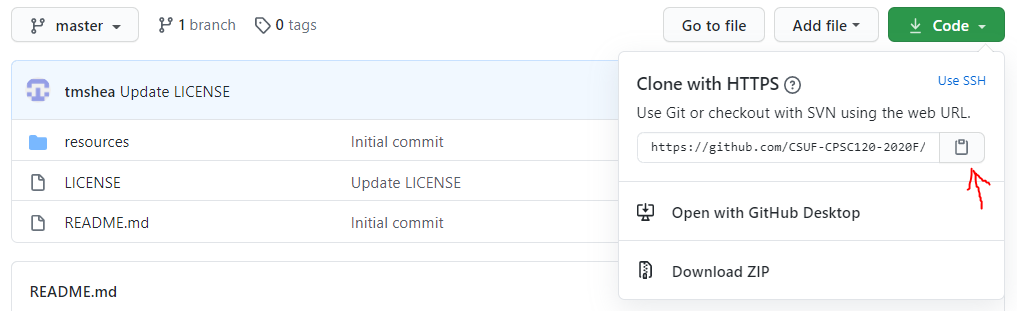 master 1 branch 0 tags Go to file Add file Code
tmshea Update LICENSE
resources Initial commit
LICENSE Update LICENSE
README.md Initial commit
README.md
Clone with HTTPS ? Use SSH
Use Git or checkout with SVN using the web URL.
https://github.com/CSUF-CPSC120-2020F/
Open with GitHub Desktop
Download ZIP